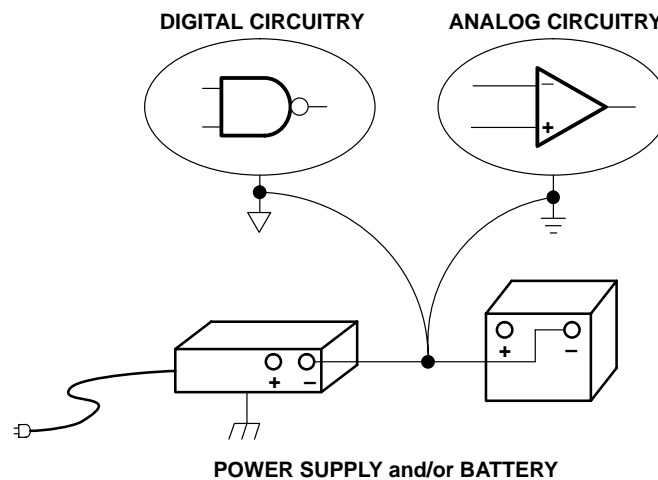 DIGITAL CIRCUITRY
ANALOG CIRCUITRY
−
+
+ −
+ −
POWER SUPPLY and/or BATTERY